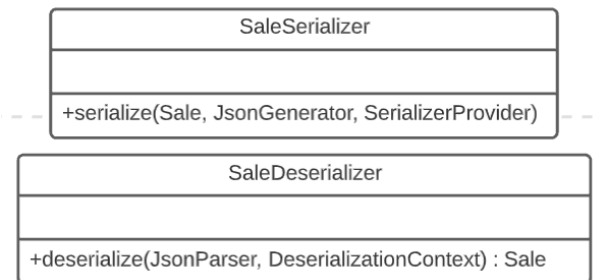 SaleSerializer
+serialize(Sale, JsonGenerator, SerializerProvider)
SaleDeserializer
+deserialize(JsonParser, DeserializationContext) : Sale